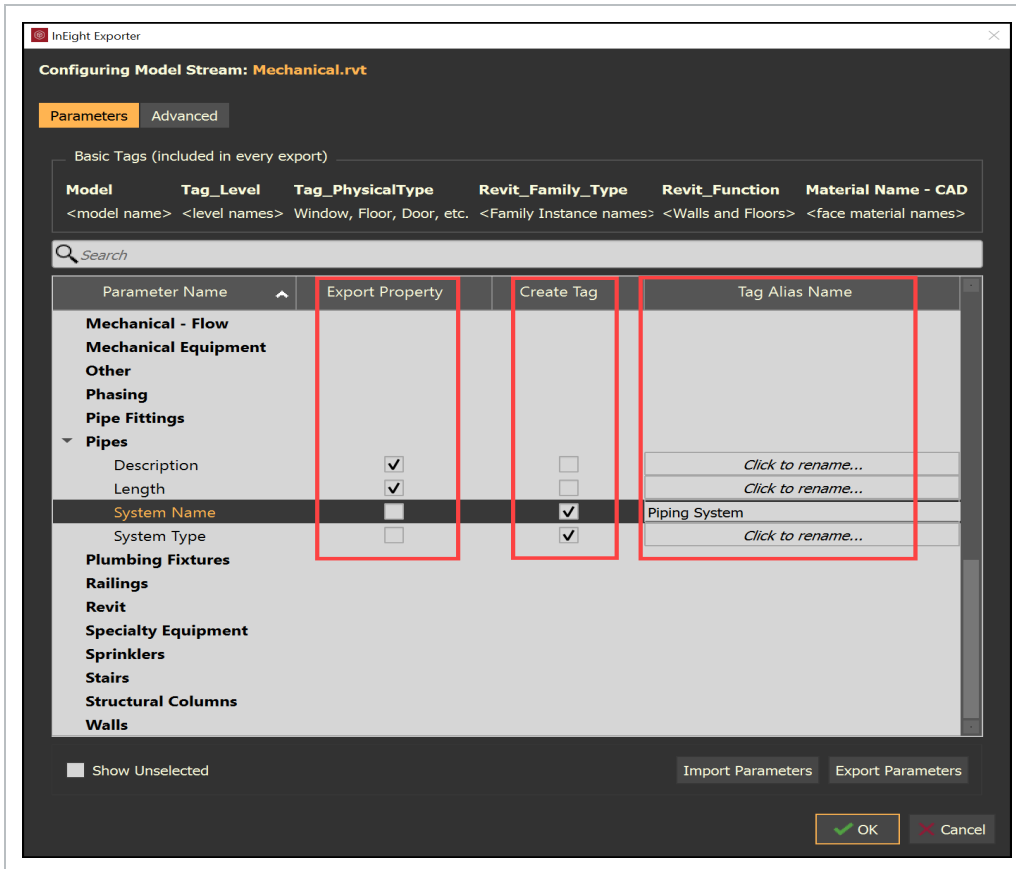 InEight Exporter
Configuring Model Stream: Mechanical.rvt
Parameters Advanced
Basic Tags (included in every export)
Model Tag_Level Tag_PhysicalType Revit_Family_Type Revit_Function Material Name - CAD
<model name> <level names> Window, Floor, Door, etc. <Family Instance names> <Walls and Floors> <face material names>
Search
Parameter Name Export Property Create Tag Tag Alias Name
Mechanical - Flow
Mechanical Equipment
Other
Phasing
Pipe Fittings
Pipes
Description Click to rename...
Length Click to rename...
System Name Piping System
System Type Click to rename...
Plumbing Fixtures
Railings
Revit
Specialty Equipment
Sprinklers
Stairs
Structural Columns
Walls
Show Unselected Import Parameters Export Parameters
OK Cancel